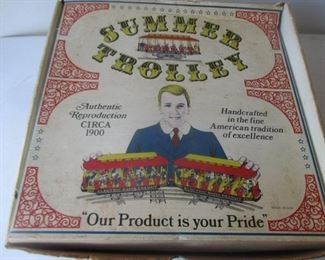 SUMMER
TROLLEY
Authentic
Reproduction
CIRCA
1900
Handcrafted
in the fine
American tradition
of excellence
"Our Product is your Pride"